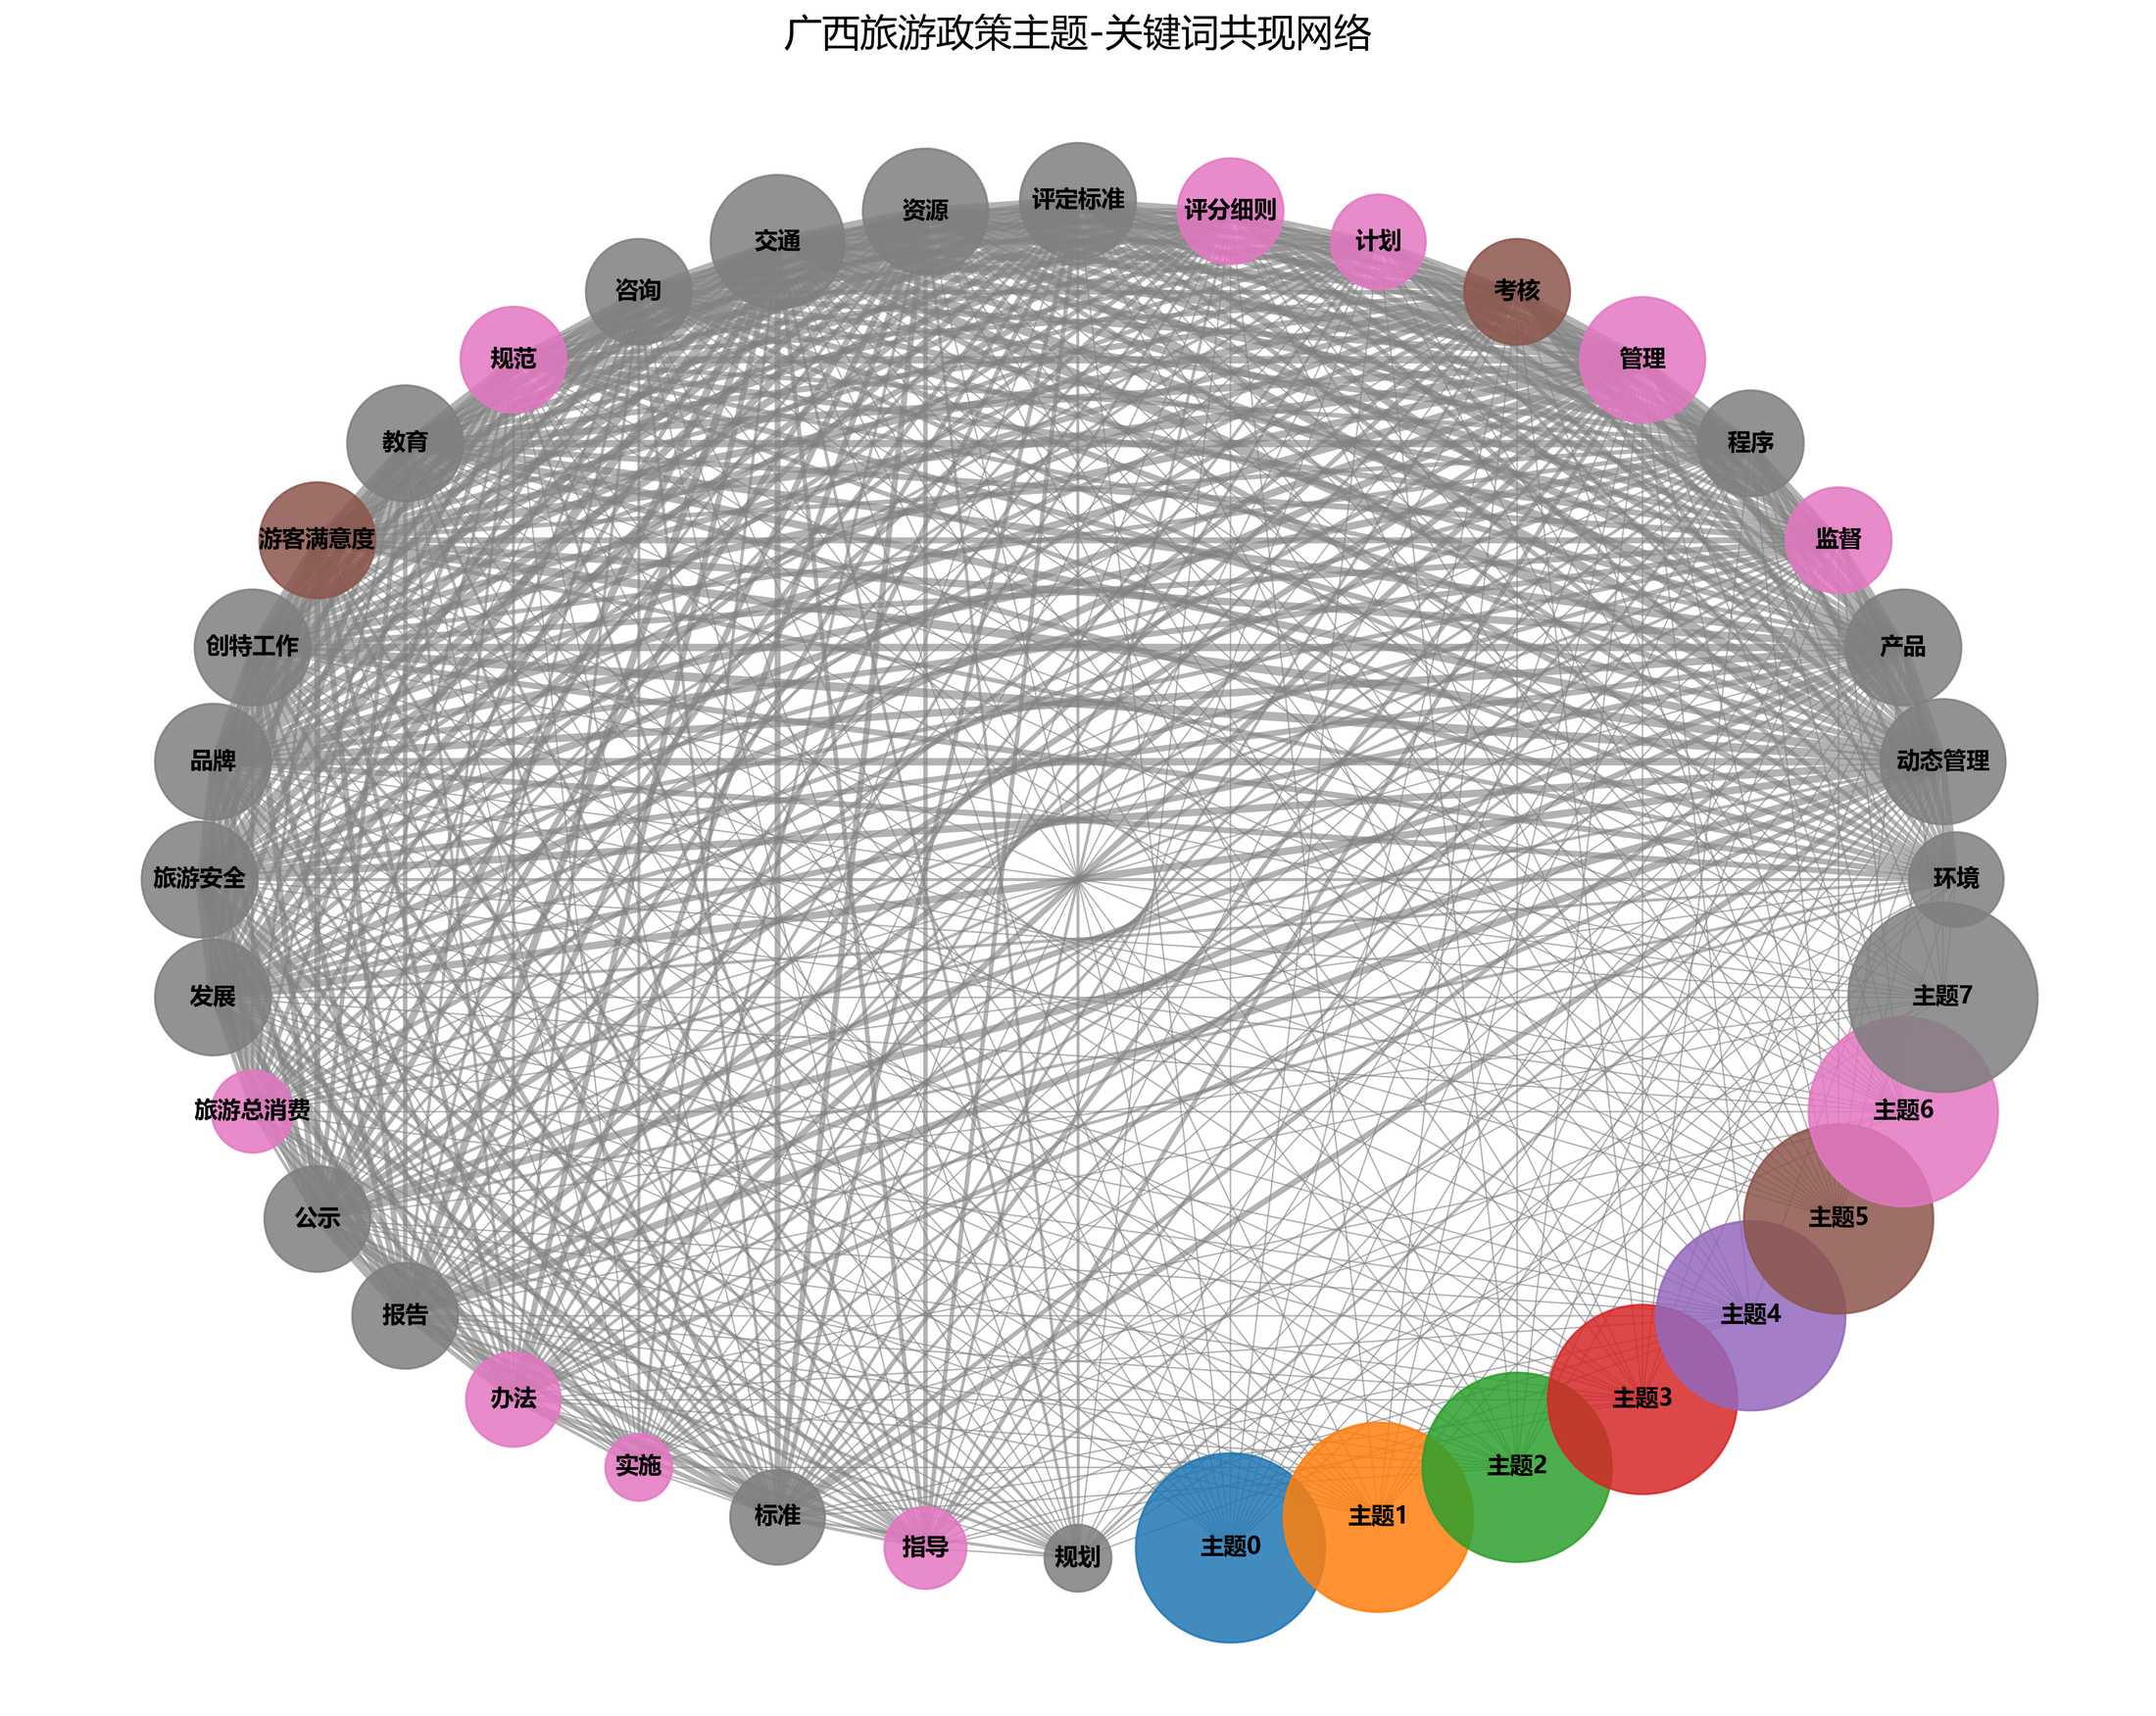 广西旅游政策主题-关键词共现网络
评定标准
资源
评分细则
交通
计划
咨询
考核
规范
管理
教育
程序
游客满意度
监督
创特工作
产品
品牌
动态管理
旅游安全
环境
发展
主题7
旅游总消费
主题6
公示
主题5
报告
主题4
办法
主题3
实施
主题2
标准
主题1
指导
主题0
规划